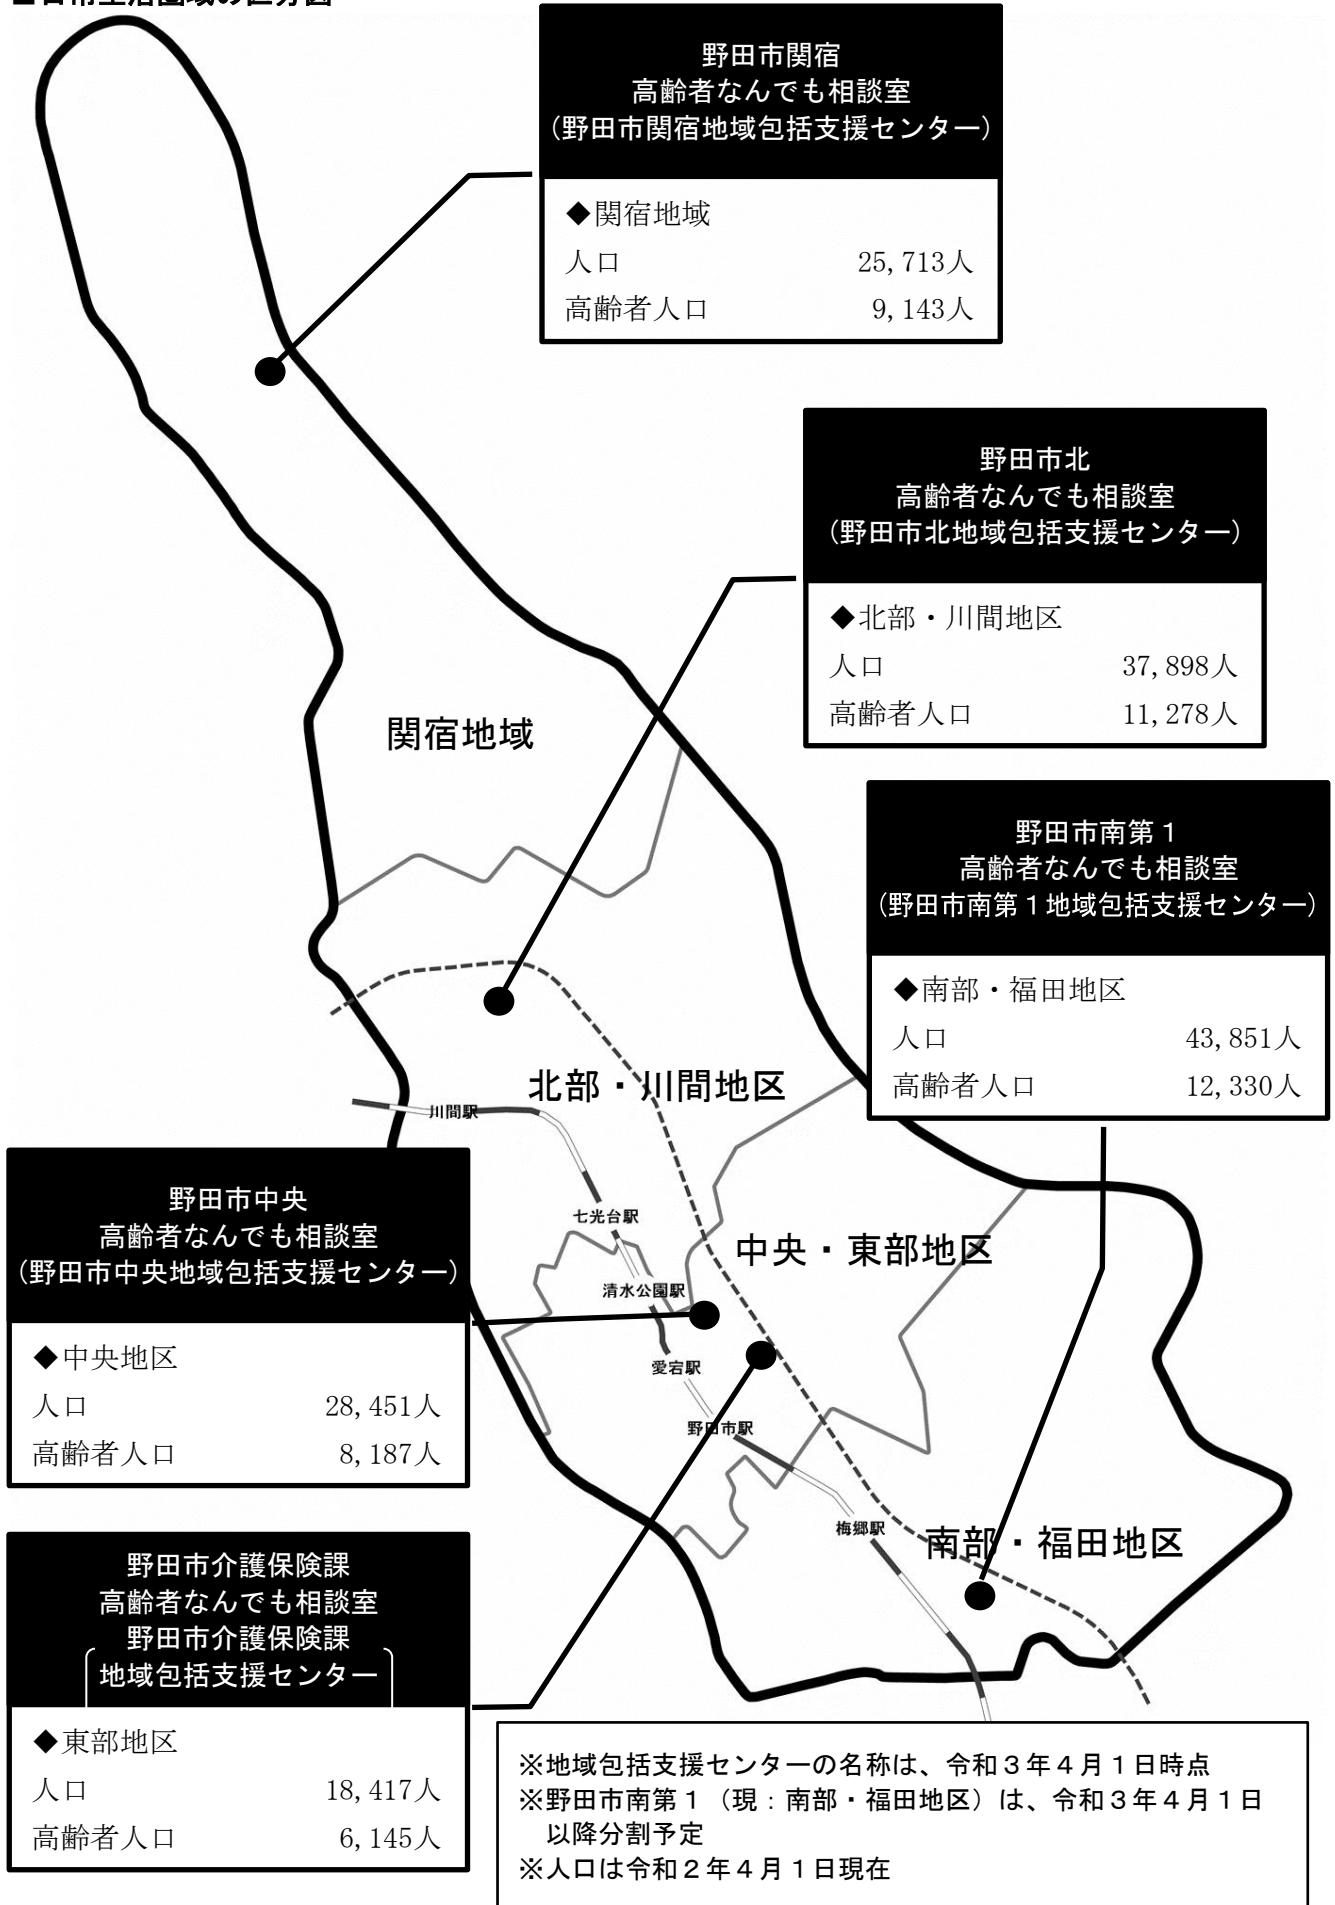 ■日常生活圏域の区分図
野田市関宿
高齢者なんでも相談室
（野田市関宿地域包括支援センター）
◆関宿地域
人口 25,713人
高齢者人口 9,143人
野田市北
高齢者なんでも相談室
（野田市北地域包括支援センター）
◆北部・川間地区
人口 37,898人
高齢者人口 11,278人
関宿地域
野田市南第１
高齢者なんでも相談室
（野田市南第１地域包括支援センター）
◆南部・福田地区
人口 43,851人
高齢者人口 12,330人
北部・川間地区
川間駅
七光台駅
中央・東部地区
清水公園駅
愛宕駅
野田市駅
梅郷駅
南部・福田地区
野田市中央
高齢者なんでも相談室
（野田市中央地域包括支援センター）
◆中央地区
人口 28,451人
高齢者人口 8,187人
野田市介護保険課
高齢者なんでも相談室
野田市介護保険課
地域包括支援センター
◆東部地区
人口 18,417人
高齢者人口 6,145人
※地域包括支援センターの名称は、令和３年４月１日時点
※野田市南第１（現：南部・福田地区）は、令和３年４月１日
以降分割予定
※人口は令和２年４月１日現在